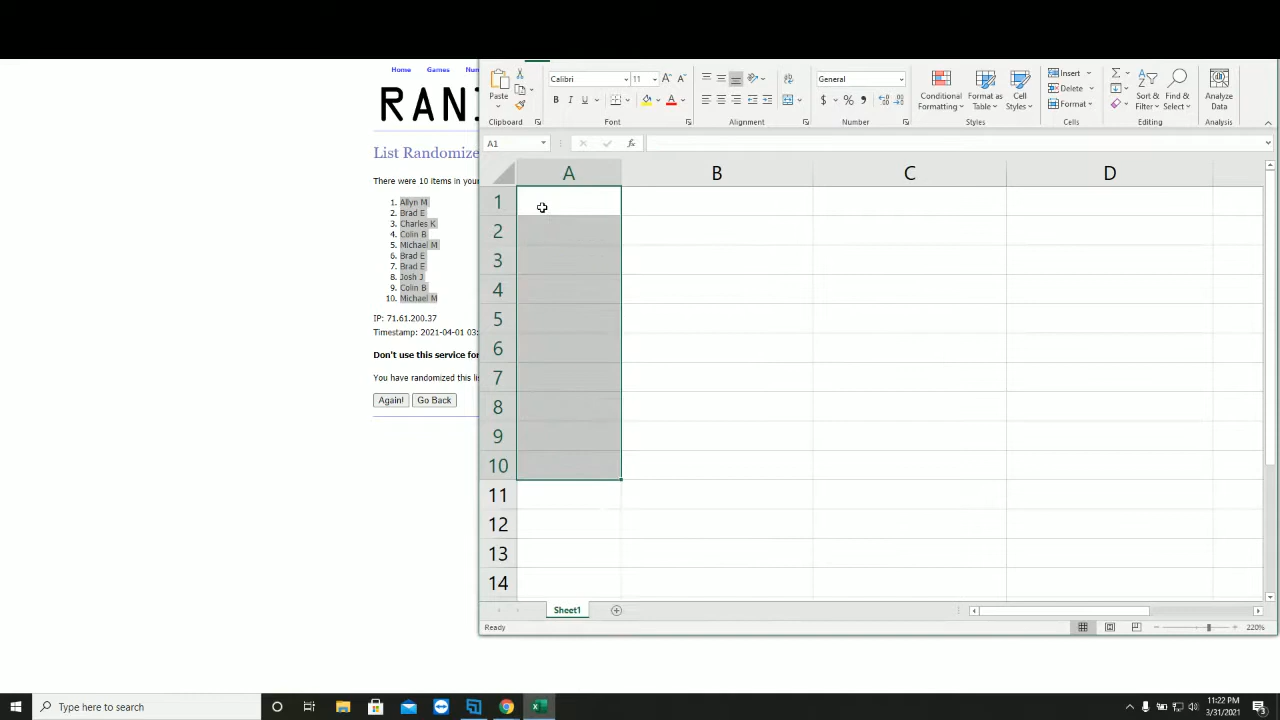 Home Games Num
RAN
List Randomize
There were 10 items in your
1. Allyn M
2. Brad E
3. Charles K
4. Colin B
5. Michael M
6. Brad E
7. Brad E
8. Josh J
9. Colin B
10. Michael M
IP: 71.61.200.37
Timestamp: 2021-04-01 03:
Don't use this service for
You have randomized this li
Again! Go Back
Paste
Clipboard
Calibri 11 A A
B I U A
Font
Alignment
General
$ % 9
Number
Conditional Formatting
Format as Table
Cell Styles
Styles
Insert
Delete
Format
Cells
Sort & Filter
Find & Select
Editing
Analyze Data
Analysis
A1 fx
A B C D
1
2
3
4
5
6
7
8
9
10
11
12
13
14
Sheet1
Ready 220%
Type here to search
11:22 PM
3/31/2021
3